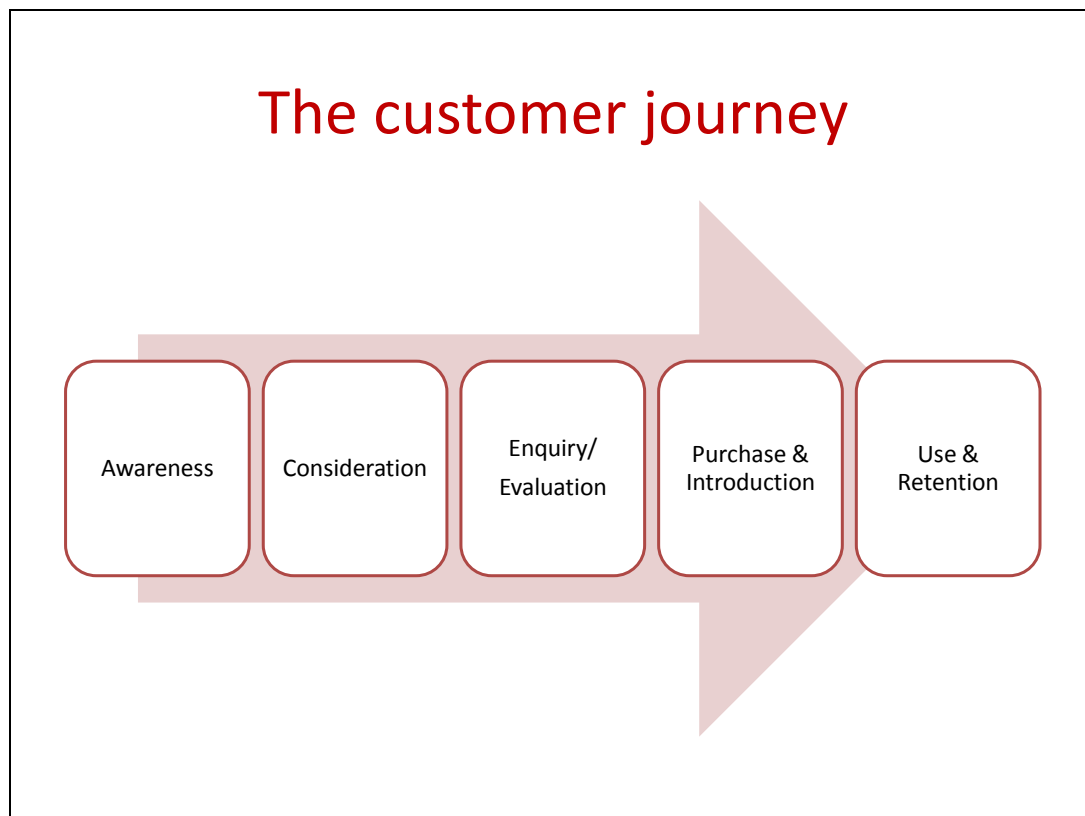 The customer journey
Awareness
Consideration
Enquiry/
Evaluation
Purchase &
Introduction
Use &
Retention